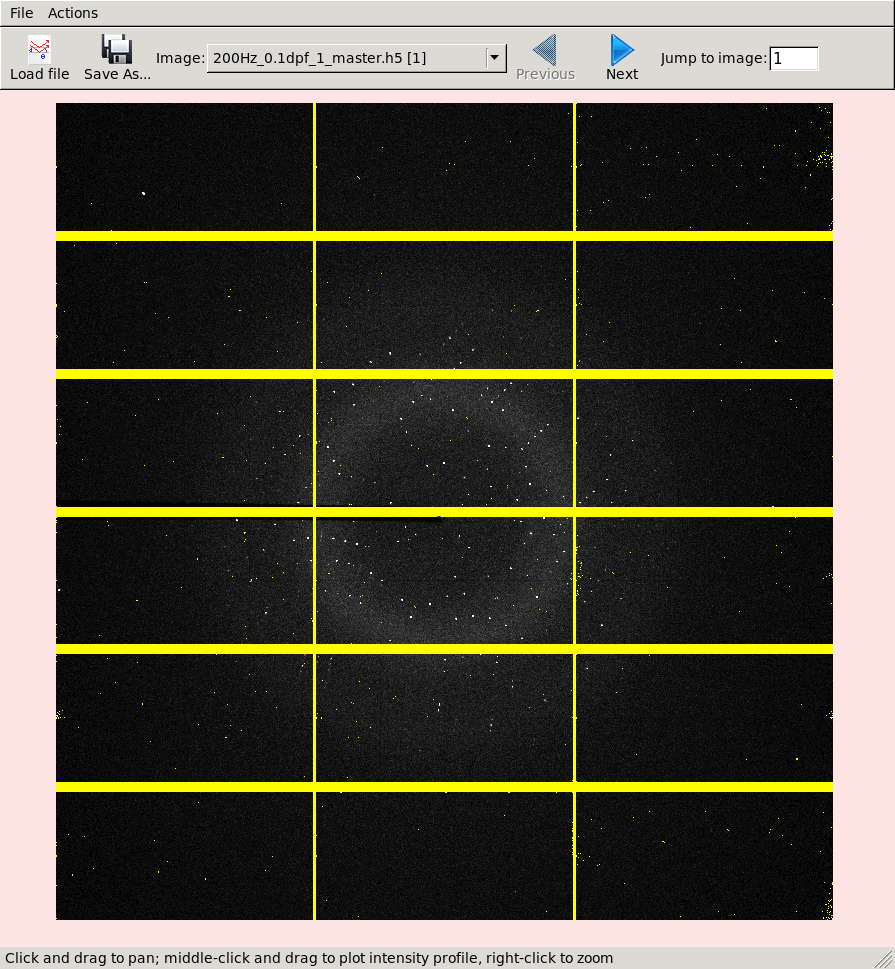 File Actions
Load file Save As... Image: 200Hz_0.1dpf_1_master.h5 [1] Previous Next Jump to image: 1
Click and drag to pan; middle-click and drag to plot intensity profile, right-click to zoom